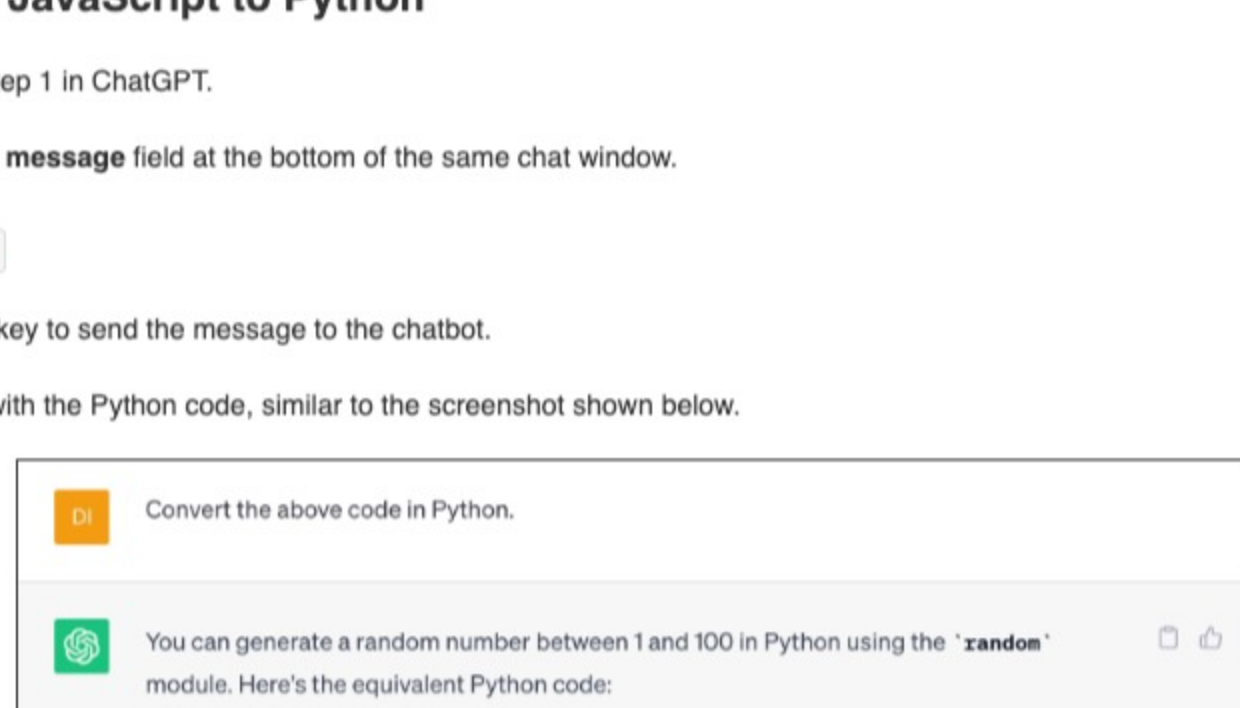 JavaScript to Python
ep 1 in ChatGPT.
message field at the bottom of the same chat window.
key to send the message to the chatbot.
with the Python code, similar to the screenshot shown below.
DI
Convert the above code in Python.
You can generate a random number between 1 and 100 in Python using the `random`
module. Here's the equivalent Python code: